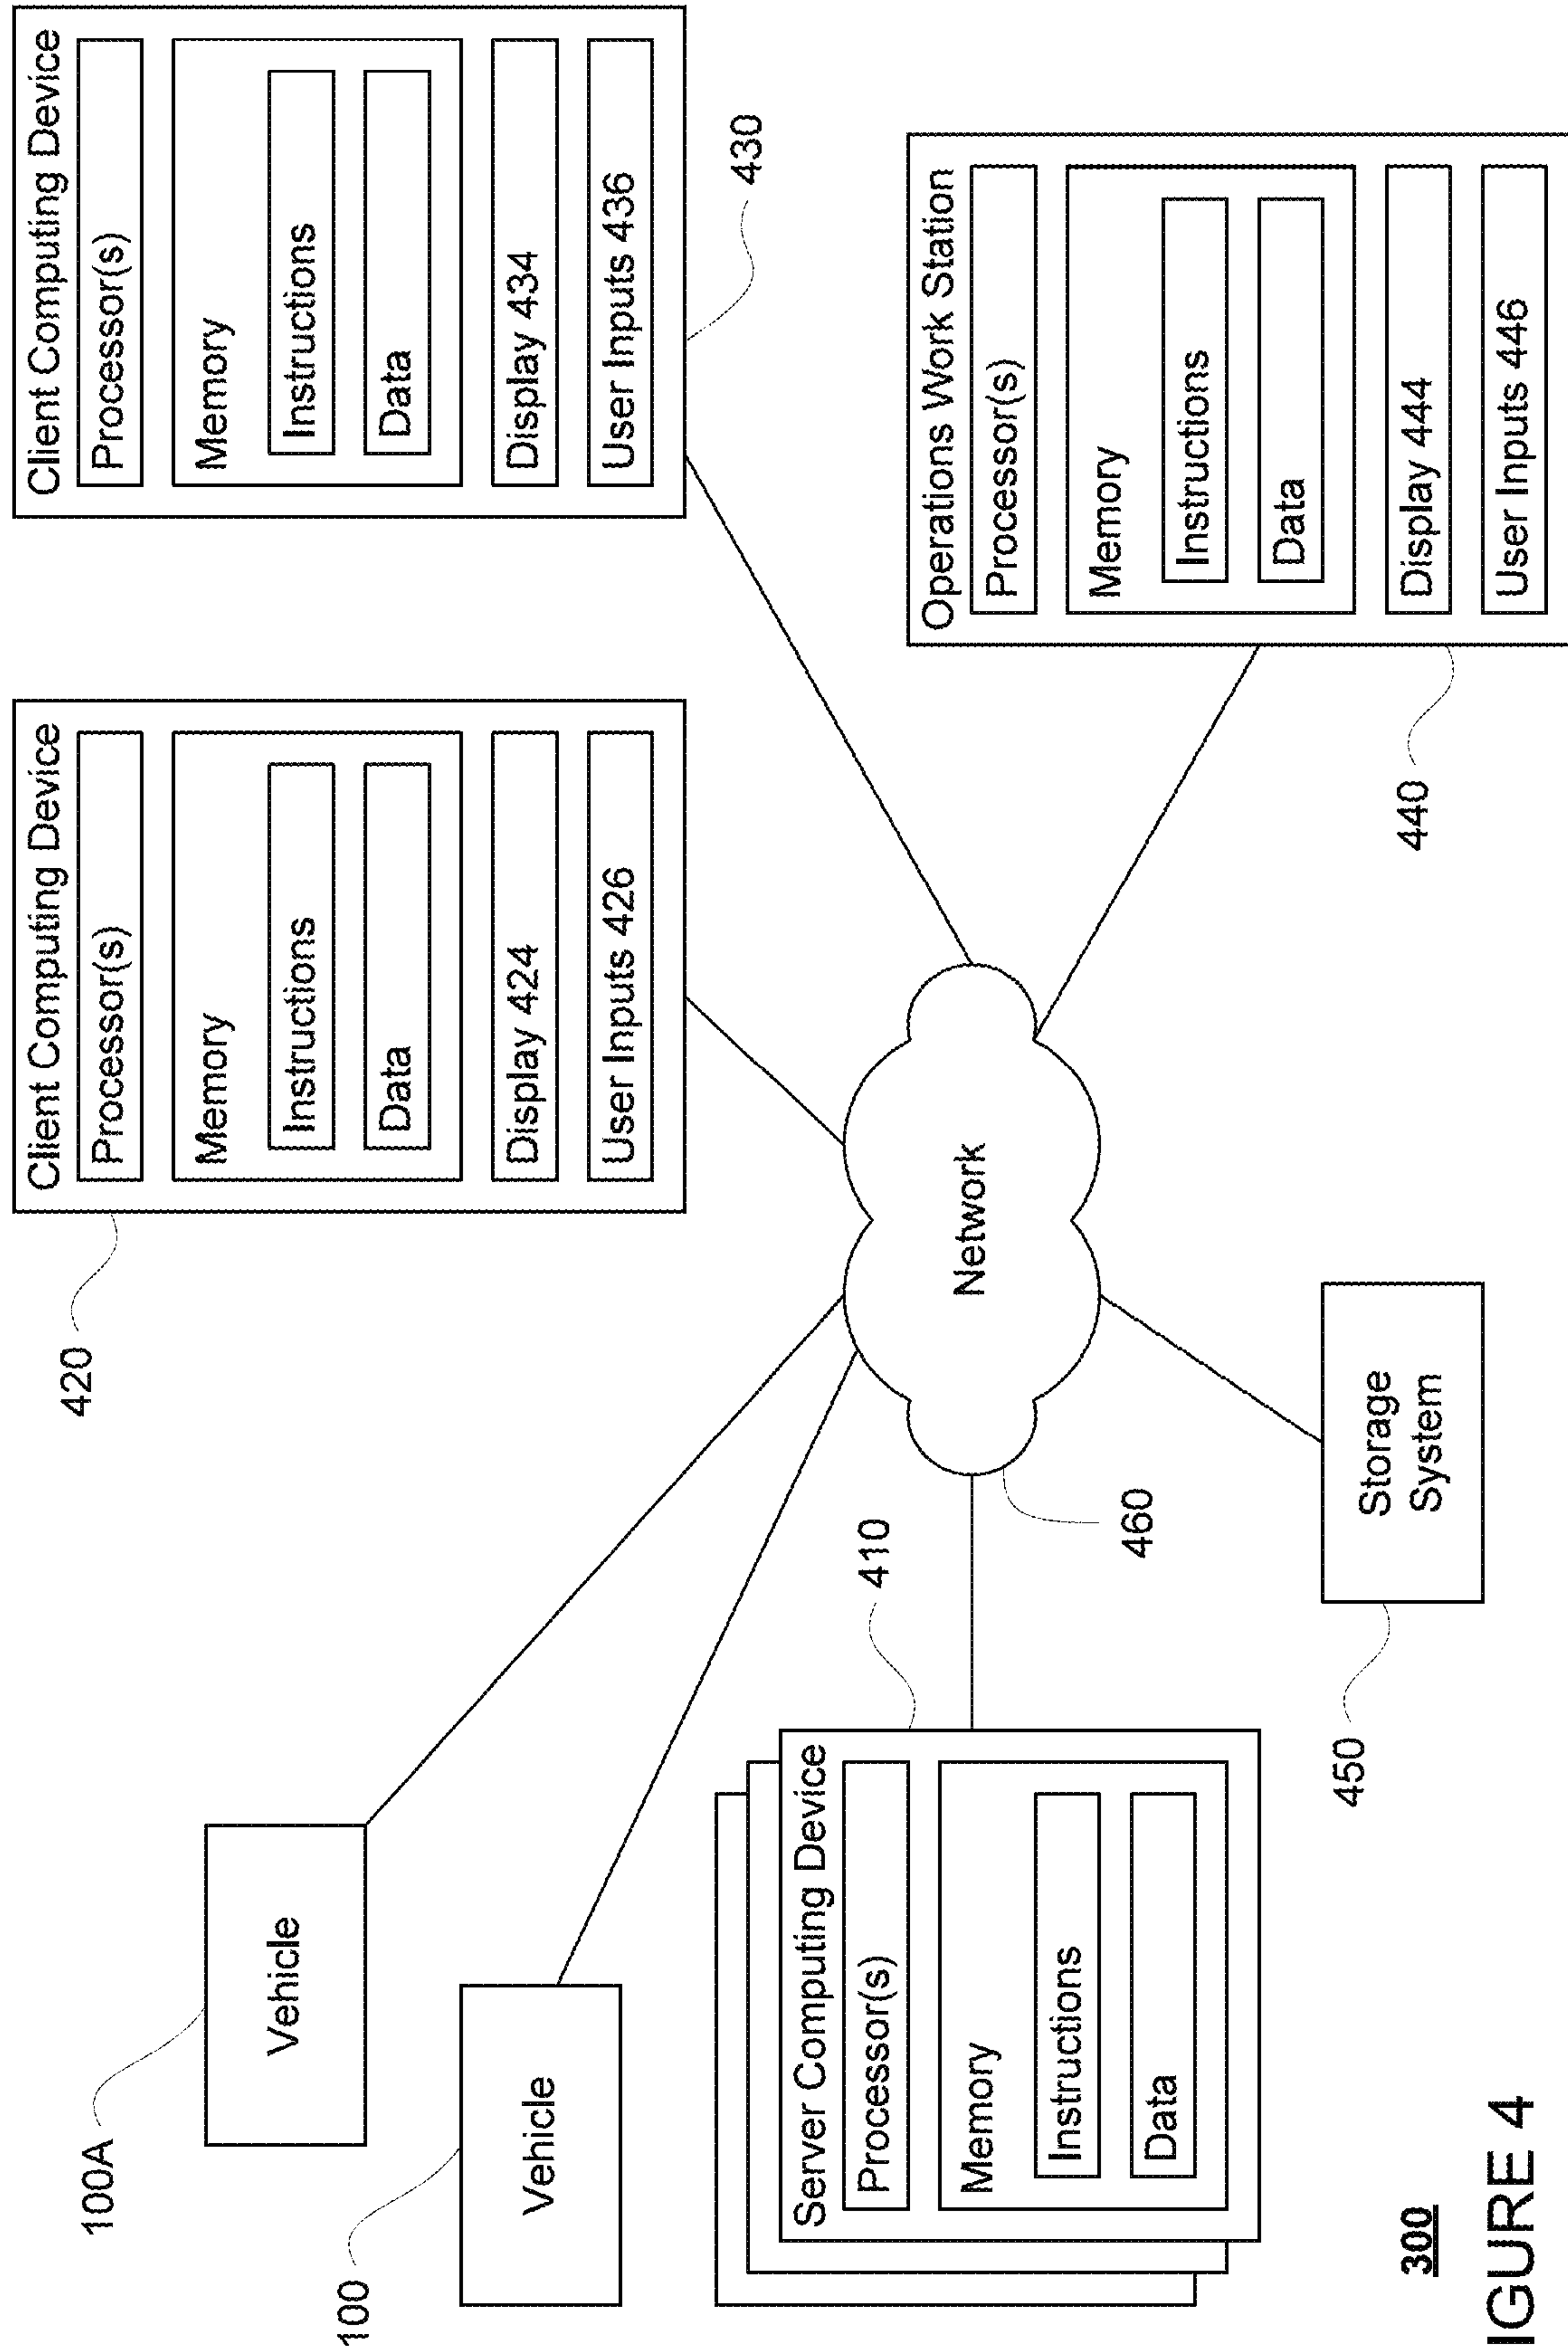 100A
Vehicle
100
Vehicle
420
Client Computing Device
Processor(s)
Memory
Instructions
Data
Display 424
User Inputs 426
Client Computing Device
Processor(s)
Memory
Instructions
Data
Display 434
User Inputs 436
430
Server Computing Device
Processor(s)
Memory
Instructions
Data
410
Network
460
Storage
System
450
Operations Work Station
Processor(s)
Memory
Instructions
Data
Display 444
User Inputs 446
440
300
IGURE 4